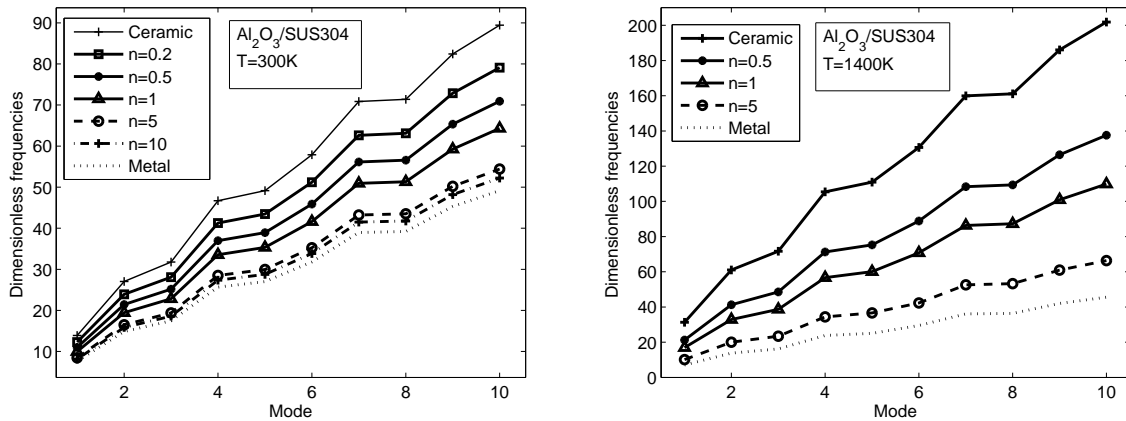 90
80
70
60
50
40
30
20
10
2
4
6
8
10
Mode
Dimensionless frequencies
Ceramic
n=0.2
n=0.5
n=1
n=5
n=10
Metal
Al2O3/SUS304
T=300K
200
180
160
140
120
100
80
60
40
20
0
2
4
6
8
10
Mode
Dimensionless frequencies
Ceramic
n=0.5
n=1
n=5
Metal
Al2O3/SUS304
T=1400K